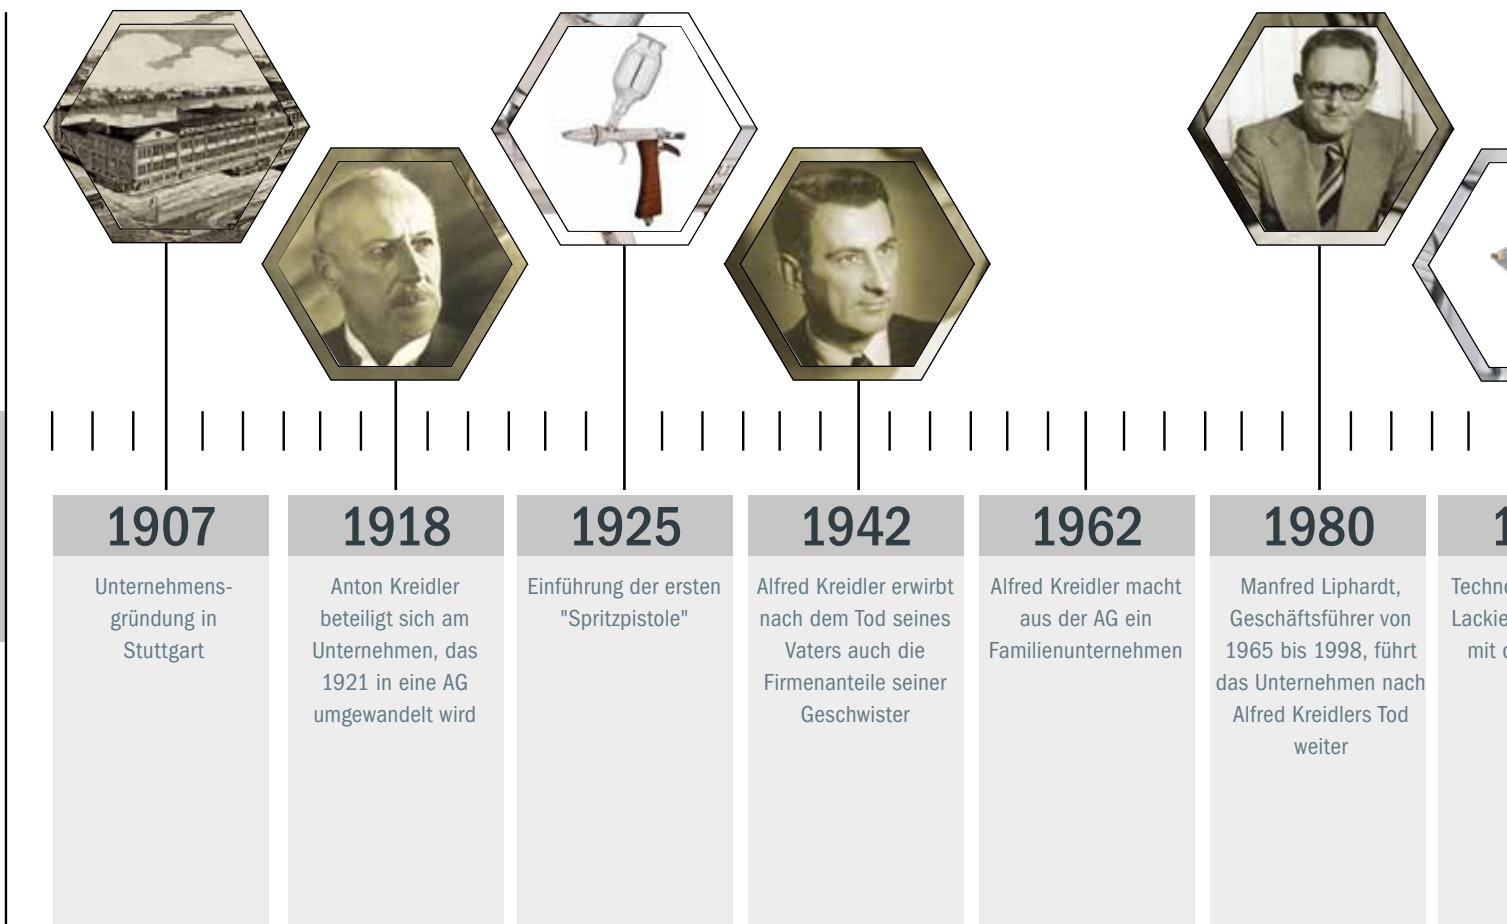 1907
Unternehmens-
gründung in
Stuttgart
1918
Anton Kreidler
beteiligt sich am
Unternehmen, das
1921 in eine AG
umgewandelt wird
1925
Einführung der ersten
"Spritzpistole"
1942
Alfred Kreidler erwirbt
nach dem Tod seines
Vaters auch die
Firmenanteile seiner
Geschwister
1962
Alfred Kreidler macht
aus der AG ein
Familienunternehmen
1980
Manfred Liphardt,
Geschäftsführer von
1965 bis 1998, führt
das Unternehmen nach
Alfred Kreidlers Tod
weiter
mit